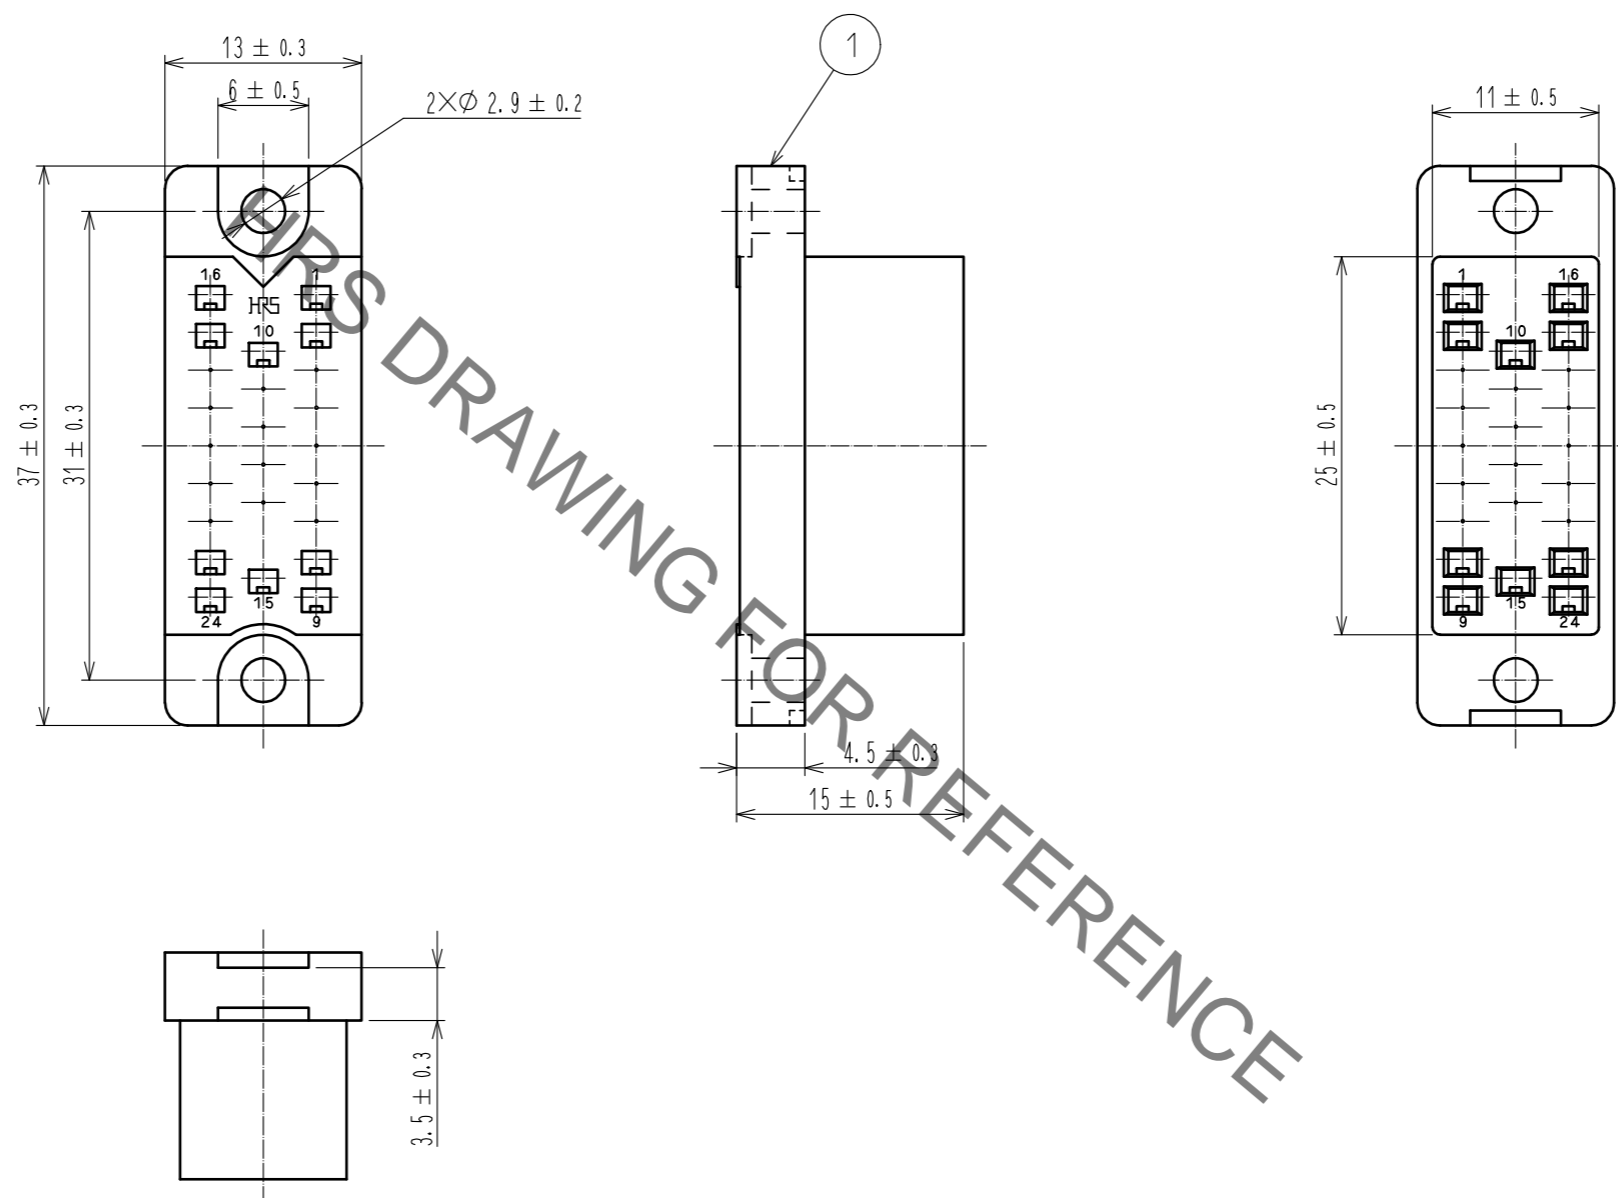 13 ± 0.3
6 ± 0.5
2×Ø 2.9 ± 0.2
1
11 ± 0.5
37 ± 0.3
31 ± 0.3
16 1
HRS
10
15
24 9
4.5 ± 0.3
15 ± 0.5
25 ± 0.5
1 16
10
15
9 24
3.5 ± 0.3
HRS DRAWING FOR REFERENCE